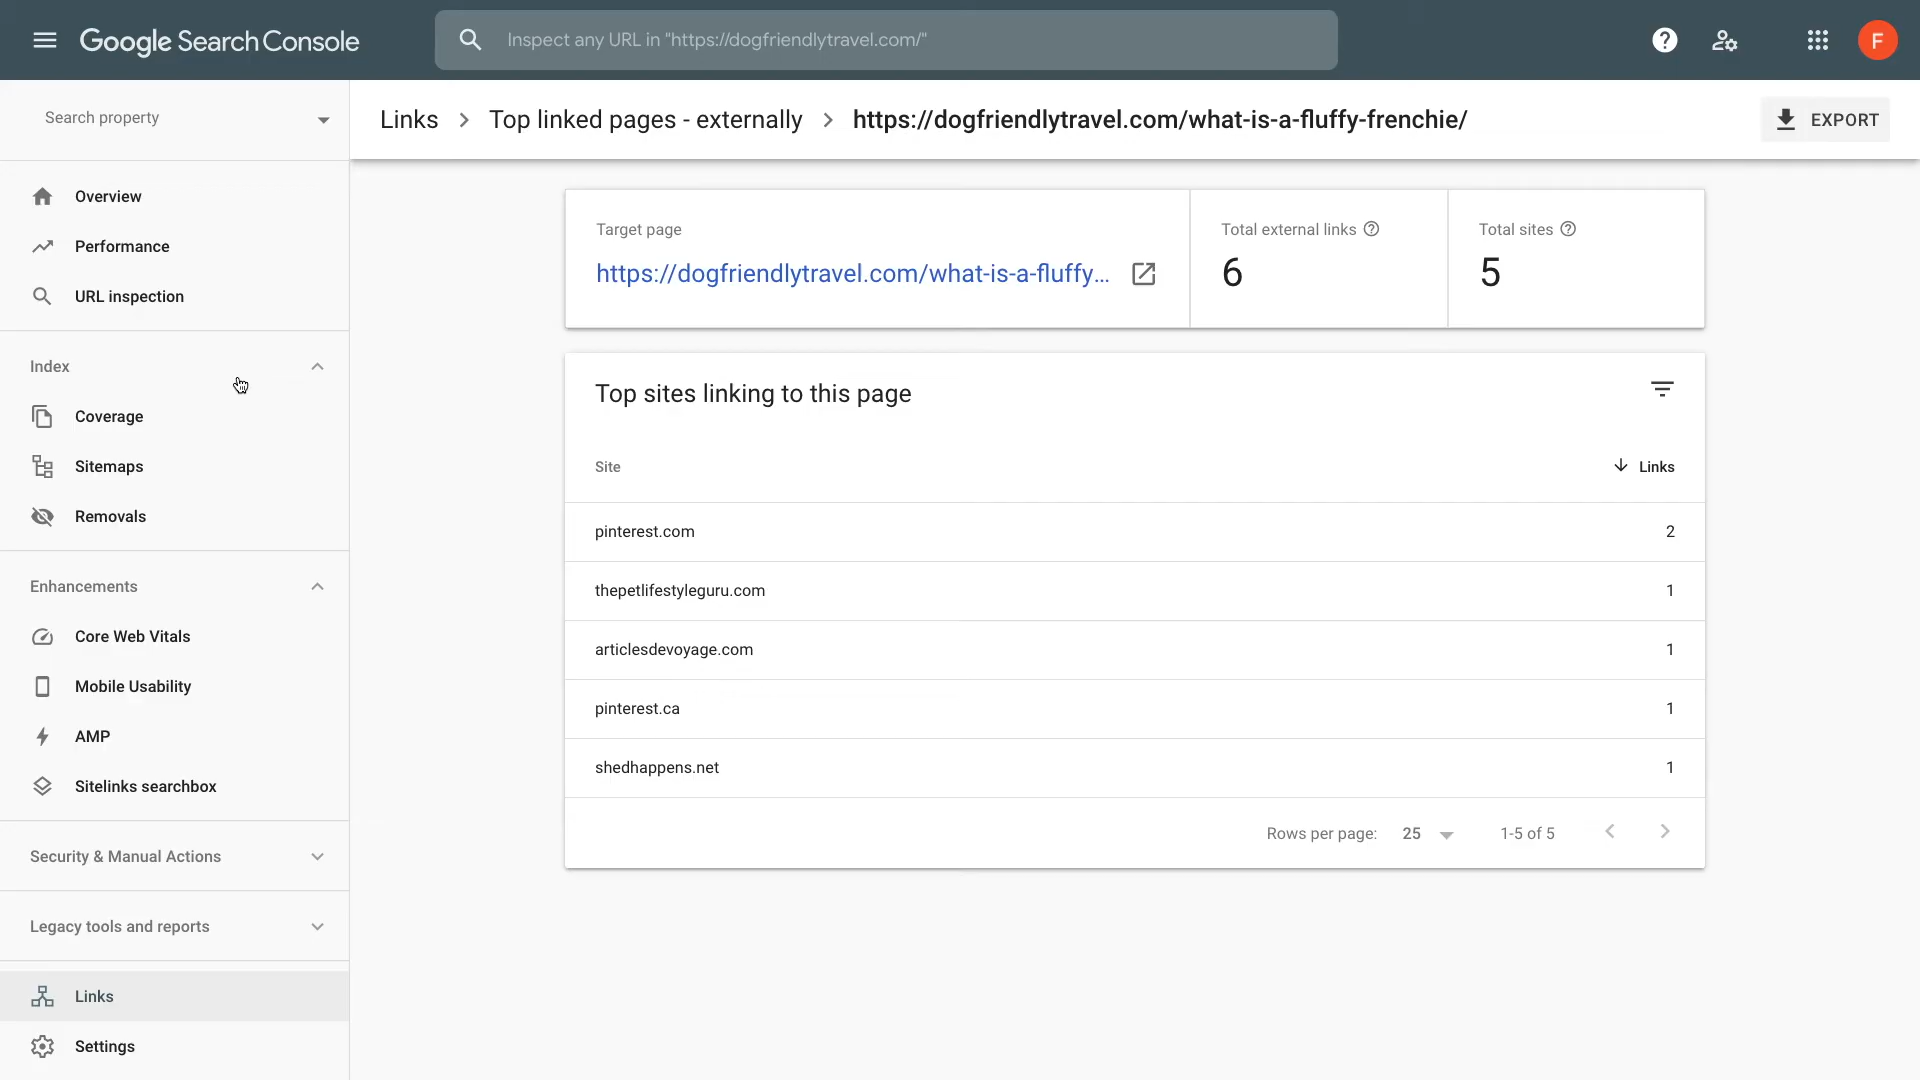 Google Search Console
Inspect any URL in "https://dogfriendlytravel.com/"
F
Search property
Links
Top linked pages - externally
https://dogfriendlytravel.com/what-is-a-fluffy-frenchie/
EXPORT
Overview
Performance
URL inspection
Index
Coverage
Sitemaps
Removals
Enhancements
Core Web Vitals
Mobile Usability
AMP
Sitelinks searchbox
Security & Manual Actions
Legacy tools and reports
Links
Settings
Target page
https://dogfriendlytravel.com/what-is-a-fluffy...
Total external links
6
Total sites
5
Top sites linking to this page
Site Links
pinterest.com 2
thepetlifestyleguru.com 1
articlesdevoyage.com 1
pinterest.ca 1
shedhappens.net 1
Rows per page: 25 1-5 of 5